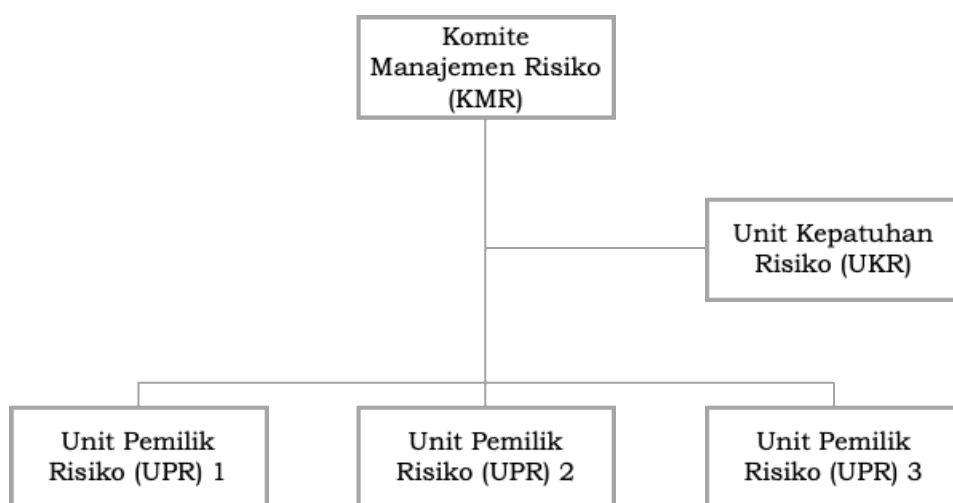 Komite
Manajemen Risiko
(KMR)
Unit Kepatuhan
Risiko (UKR)
Unit Pemilik
Risiko (UPR) 1
Unit Pemilik
Risiko (UPR) 2
Unit Pemilik
Risiko (UPR) 3